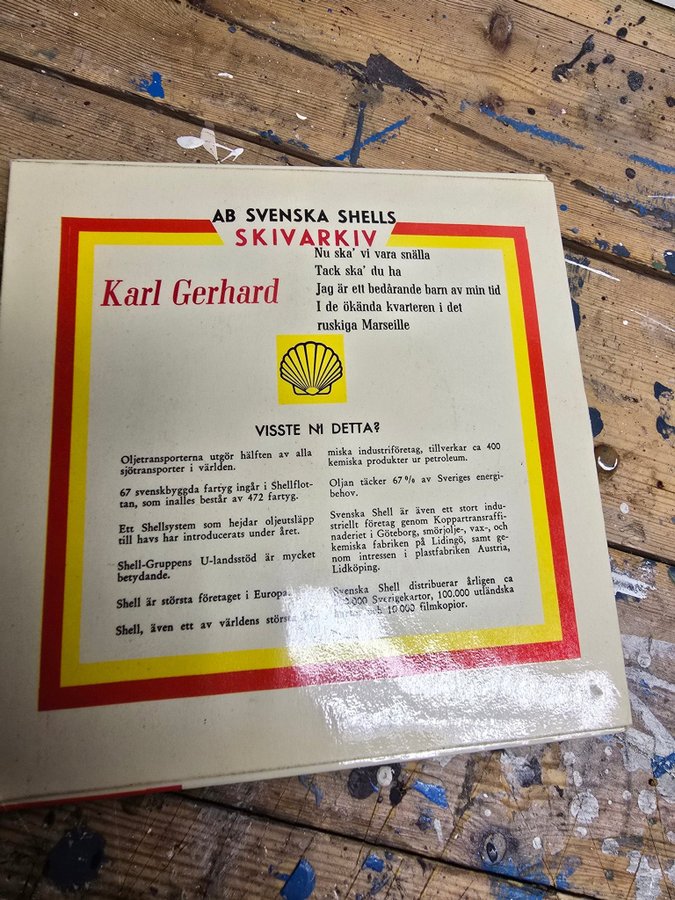 AB SVENSKA SHELLS
SKIVARKIV
Karl Gerhard
Nu ska' vi vara snälla
Tack ska' du ha
Jag är ett bedårande barn av min tid
I de ökända kvarteren i det
ruskiga Marseille
VISSTE NI DETTA?
Oljetransporterna utgör hälften av alla
sjötransporter i världen.
67 svenskbyggda fartyg ingår i Shellflot-
tan, som inalles består av 472 fartyg.
Ett Shellsystem som hejdar oljeutsläpp
till havs har introducerats under året.
Shell-Gruppens U-landsstöd är mycket
betydande.
Shell är största företaget i Europa.
Shell, även ett av världens största
miska industriföretag, tillverkar ca 400
kemiska produkter ur petroleum.
Oljan täcker 67 % av Sveriges energi-
behov.
Svenska Shell är även ett stort indu-
striellt företag genom Koppartransraffi-
naderiet i Göteborg, smörjolje-, vax-, och
kemiska fabriken på Lidingö, samt ge-
nom intressen i plastfabriken Austria,
Lidköping.
Svenska Shell distribuerar årligen ca
Sverigekartor, 100.000 utländska
och 10 000 filmkopior.